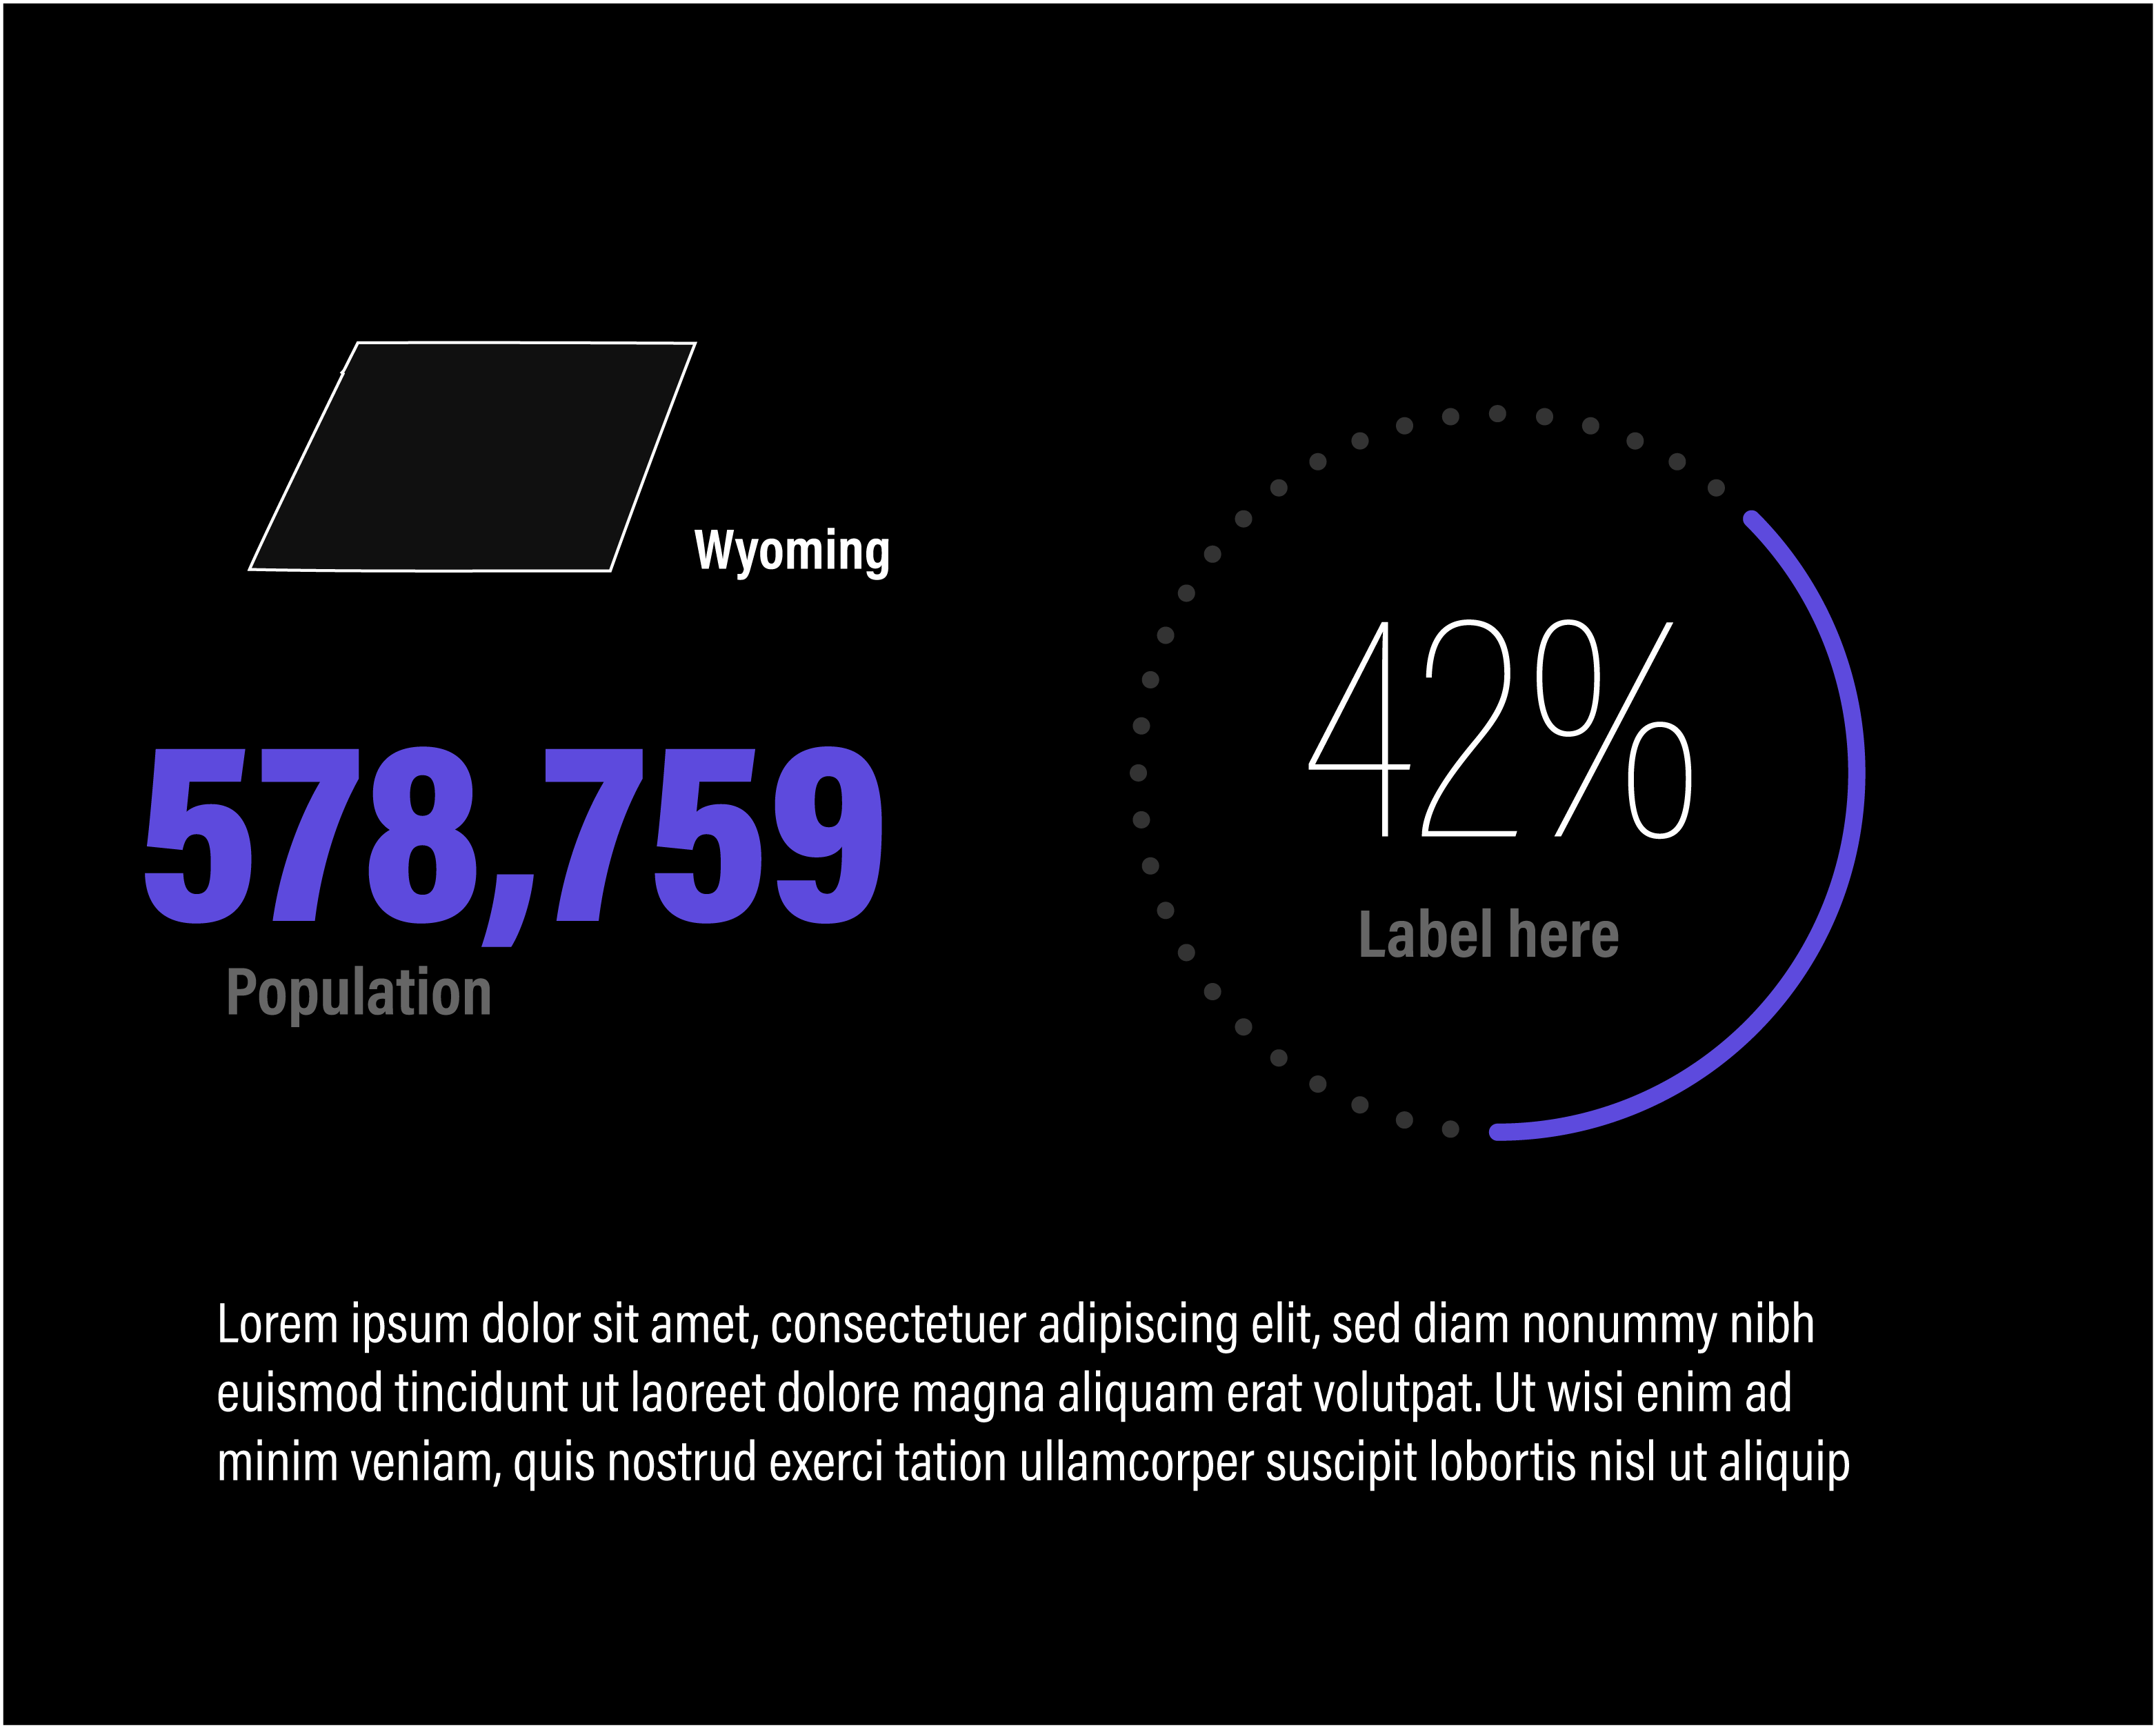 Wyoming
578,759
Population
42%
Label here
Lorem ipsum dolor sit amet, consectetuer adipiscing elit, sed diam nonummy nibh
euismod tincidunt ut laoreet dolore magna aliquam erat volutpat. Ut wisi enim ad
minim veniam, quis nostrud exerci tation ullamcorper suscipit lobortis nisl ut aliquip